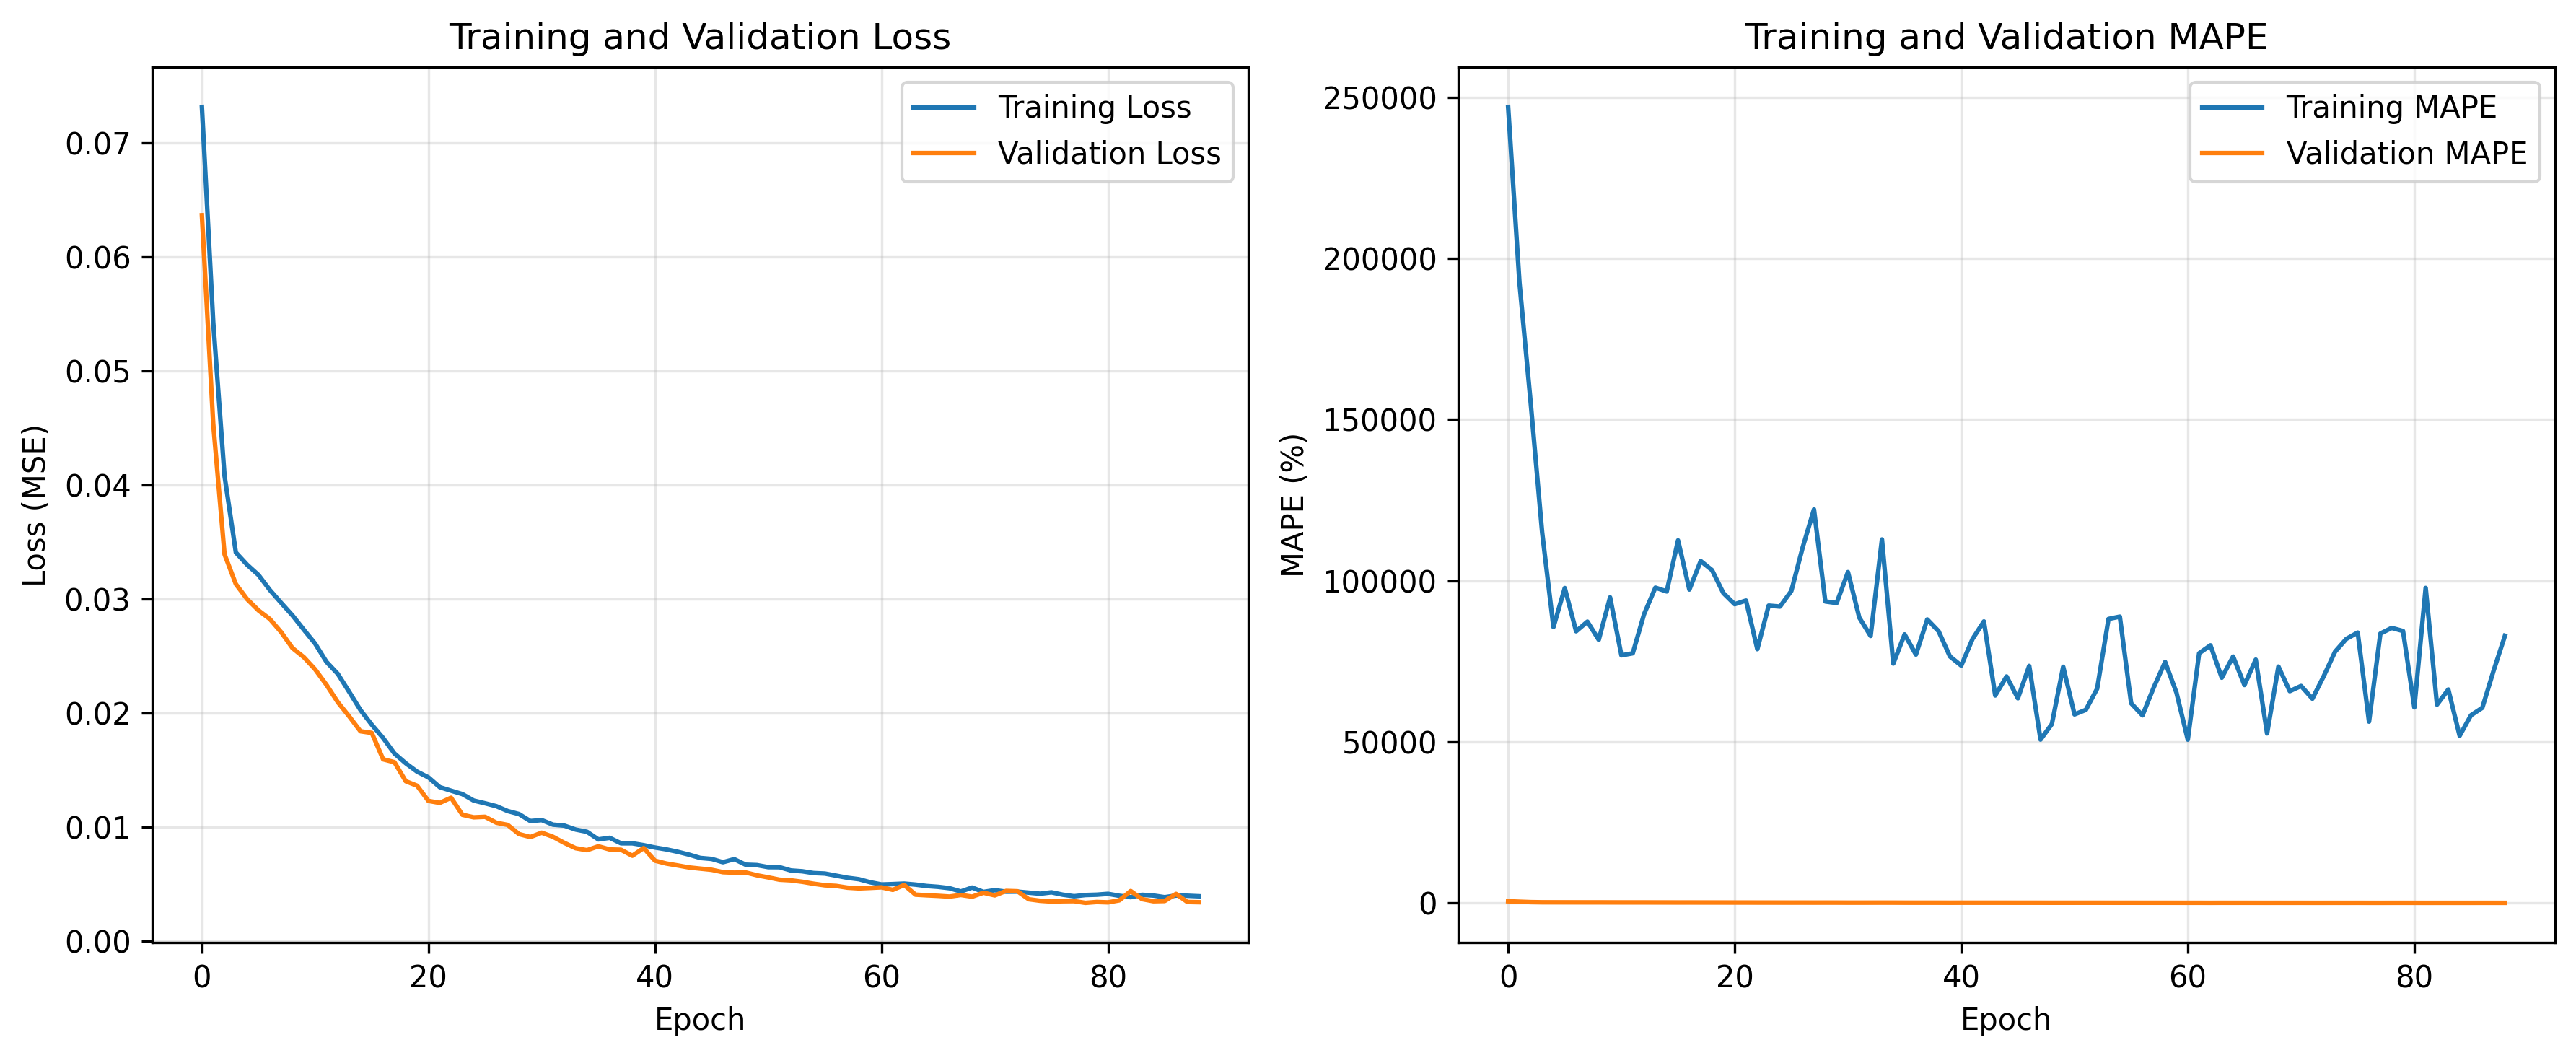 Training and Validation Loss
Training Loss
Validation Loss
0.07
0.06
0.05
0.04
0.03
0.02
0.01
0.00
Loss (MSE)
0 20 40 60 80
Epoch
Training and Validation MAPE
Training MAPE
Validation MAPE
250000
200000
150000
100000
50000
0
MAPE (%)
0 20 40 60 80
Epoch